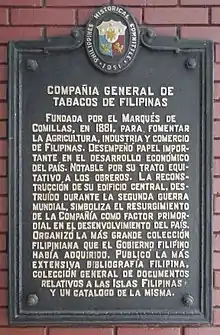 PHILIPPINES HISTORICAL COMMITTEE
1951
COMPAÑIA GENERAL DE
TABACOS DE FILIPINAS
FUNDADA POR EL MARQUÉS DE
COMILLAS, EN 1881, PARA FOMENTAR
LA AGRICULTURA, INDUSTRIA Y COMERCIO
DE FILIPINAS. DESEMPEÑO PAPEL IMPOR-
TANTE EN EL DESARROLLO ECONÓMICO
DEL PAÍS. NOTABLE POR SU TRATO EQUI-
TATIVO A LOS OBREROS. LA RECONS-
TRUCCIÓN DE SU EDIFICIO CENTRAL, DES-
TRUÍDO DURANTE LA SEGUNDA GUERRA
MUNDIAL, SIMBOLIZA EL RESURGIMIENTO
DE LA COMPAÑÍA COMO FACTOR PRIMOR-
DIAL EN EL DESENVOLVIMIENTO DEL PAÍS.
ORGANIZÓ LA MÁS GRANDE COLECCIÓN
FILIPINIANA QUE EL GOBIERNO FILIPINO
HABÍA ADQUIRIDO. PUBLICÓ LA MÁS
EXTENSIVA BIBLIOGRAFÍA FILIPINA,
COLECCIÓN GENERAL DE DOCUMENTOS
RELATIVOS A LAS ISLAS FILIPINAS,
Y UN CATÁLOGO DE LA MISMA.